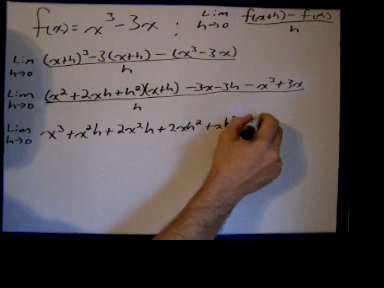 f(x) = x³ - 3x ; Lim h→0 f(x+h) - f(x) / h
Lim h→0 (x+h)³ - 3(x+h) - (x³ - 3x) / h
Lim h→0 (x² + 2xh + h²)(x+h) - 3x - 3h - x³ + 3x / h
Lim h→0 x³ + x²h + 2x²h + 2xh² + xh²